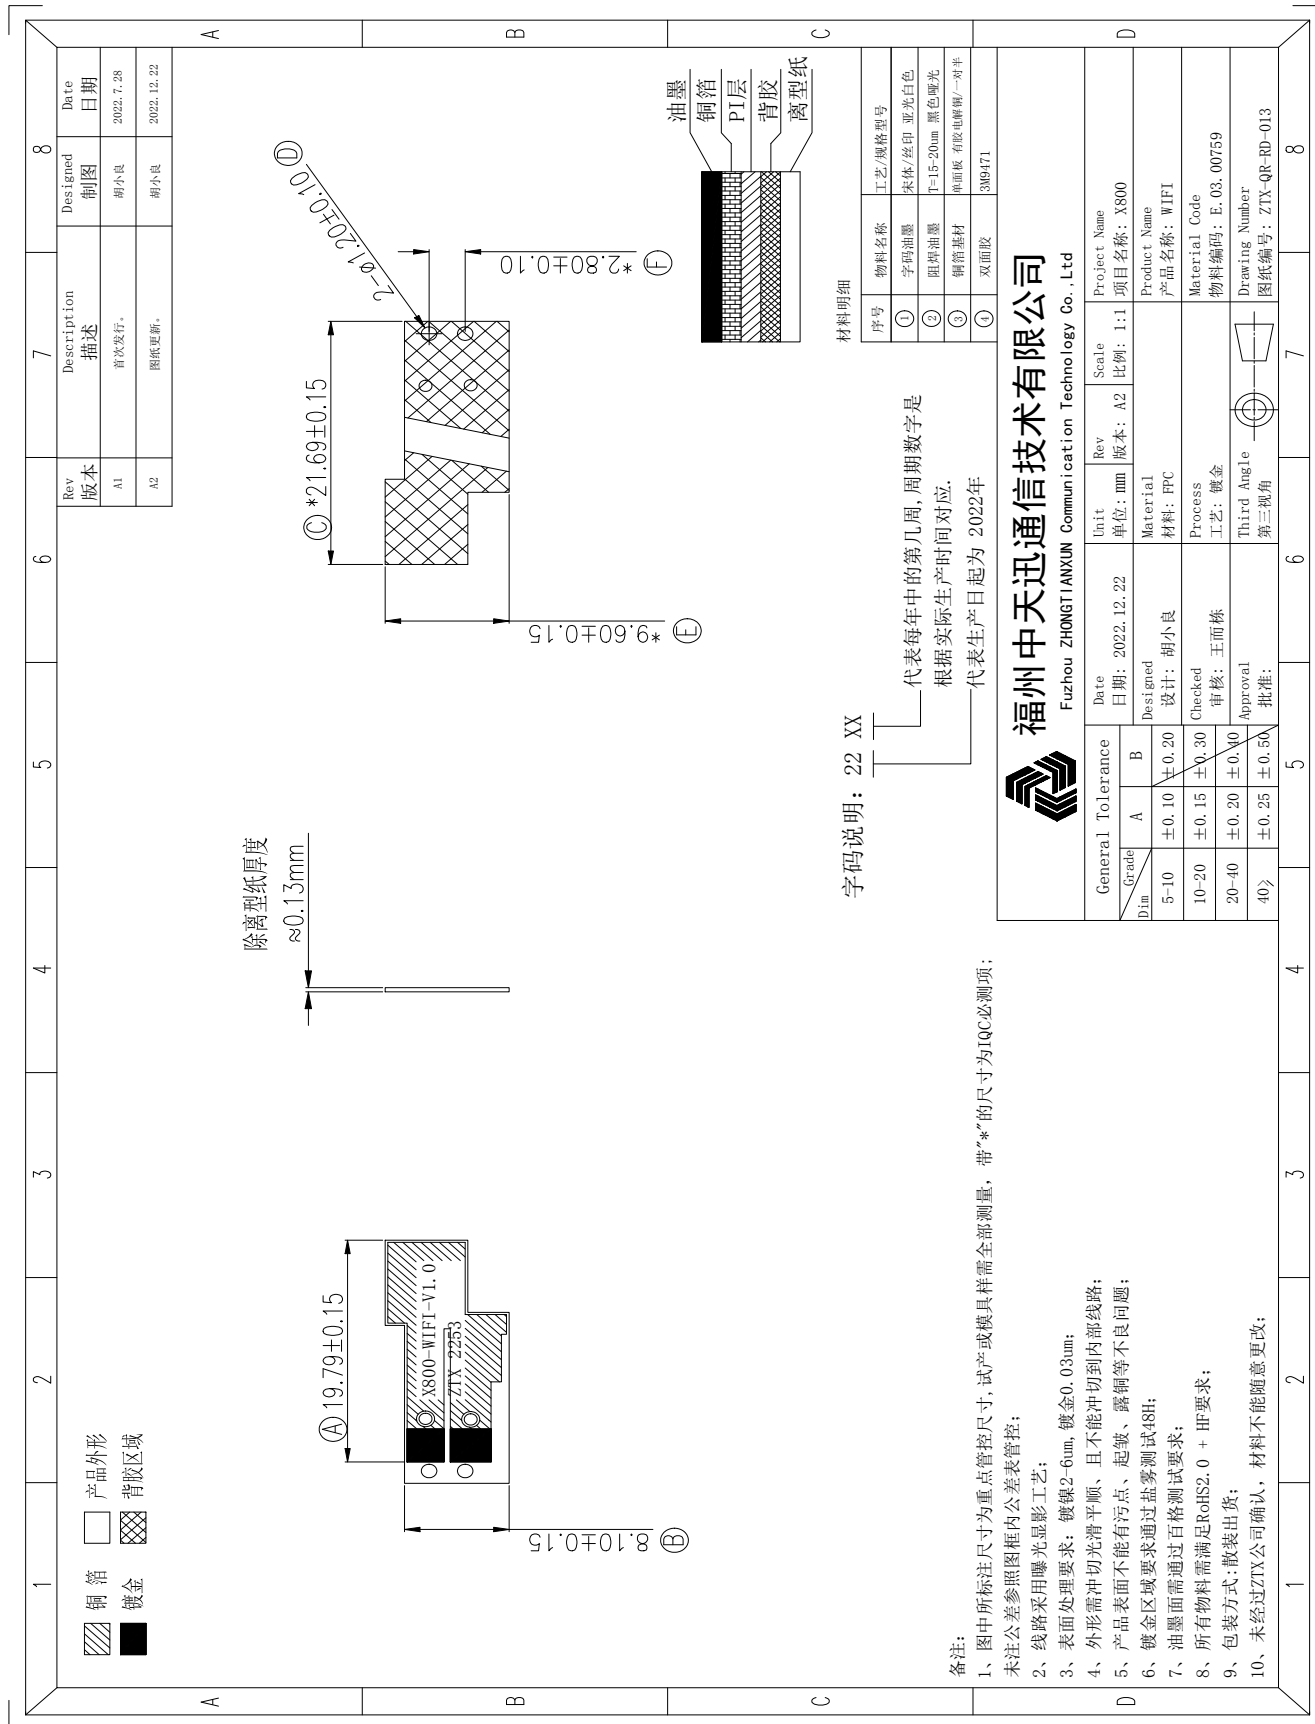 1
2
3
4
5
6
7
8
A
B
C
D
铜 箔
产品外形
镀金
背胶区域
Rev
版本
Description
描述
Designed
制图
Date
日期
A1
首次发行。
胡小良
2022.7.28
A2
图纸更新。
胡小良
2022.12.22
Ⓐ19.79±0.15
8.10±0.15 Ⓑ
X800-WIFI-V1.0
ZTX 2253
除离型纸厚度
≈0.13mm
Ⓒ*21.69±0.15
2-ø1.20±0.10 Ⓓ
*9.60±0.15 Ⓔ
*2.80±0.10 Ⓕ
油墨
铜箔
PI层
背胶
离型纸
字码说明: 22 XX
代表每年中的第几周,周期数字是
根据实际生产时间对应.
代表生产日起为 2022年
材料明细
序号 物料名称 工艺/规格型号
① 字码油墨 宋体/丝印 亚光白色
② 阻焊油墨 T=15-20um 黑色哑光
③ 铜箔基材 单面板 有胶电解铜/一对半
④ 双面胶 3M9471
备注:
1、图中所标注尺寸为重点管控尺寸,试产或模具样需全部测量, 带"*"的尺寸为IQC必测项;
未注公差参照图框内公差表管控;
2、线路采用曝光显影工艺;
3、表面处理要求: 镀镍2-6um,镀金0.03um;
4、外形需冲切光滑平顺、且不能冲切到内部线路;
5、产品表面不能有污点、起皱、露铜等不良问题;
6、镀金区域要求通过盐雾测试48H;
7、油墨面需通过百格测试要求;
8、所有物料需满足RoHS2.0 + HF要求;
9、包装方式:散装出货;
10、未经过ZTX公司确认, 材料不能随意更改;
福州中天迅通信技术有限公司
Fuzhou ZHONGTIANXUN Communication Technology Co.,Ltd
General Tolerance
Grade
Dim
A
B
5-10 ±0.10 ±0.20
10-20 ±0.15 ±0.30
20-40 ±0.20 ±0.40
40≥ ±0.25 ±0.50
Date
日期: 2022.12.22
Designed
设计: 胡小良
Checked
审核: 王而栋
Approval
批准:
Unit
单位: mm
Rev
版本: A2
Scale
比例: 1:1
Material
材料: FPC
Process
工艺: 镀金
Third Angle
第三视角
Project Name
项目名称: X800
Product Name
产品名称: WIFI
Material Code
物料编码: E.03.00759
Drawing Number
图纸编号: ZTX-QR-RD-013
A
B
C
D
1
2
3
4
5
6
7
8